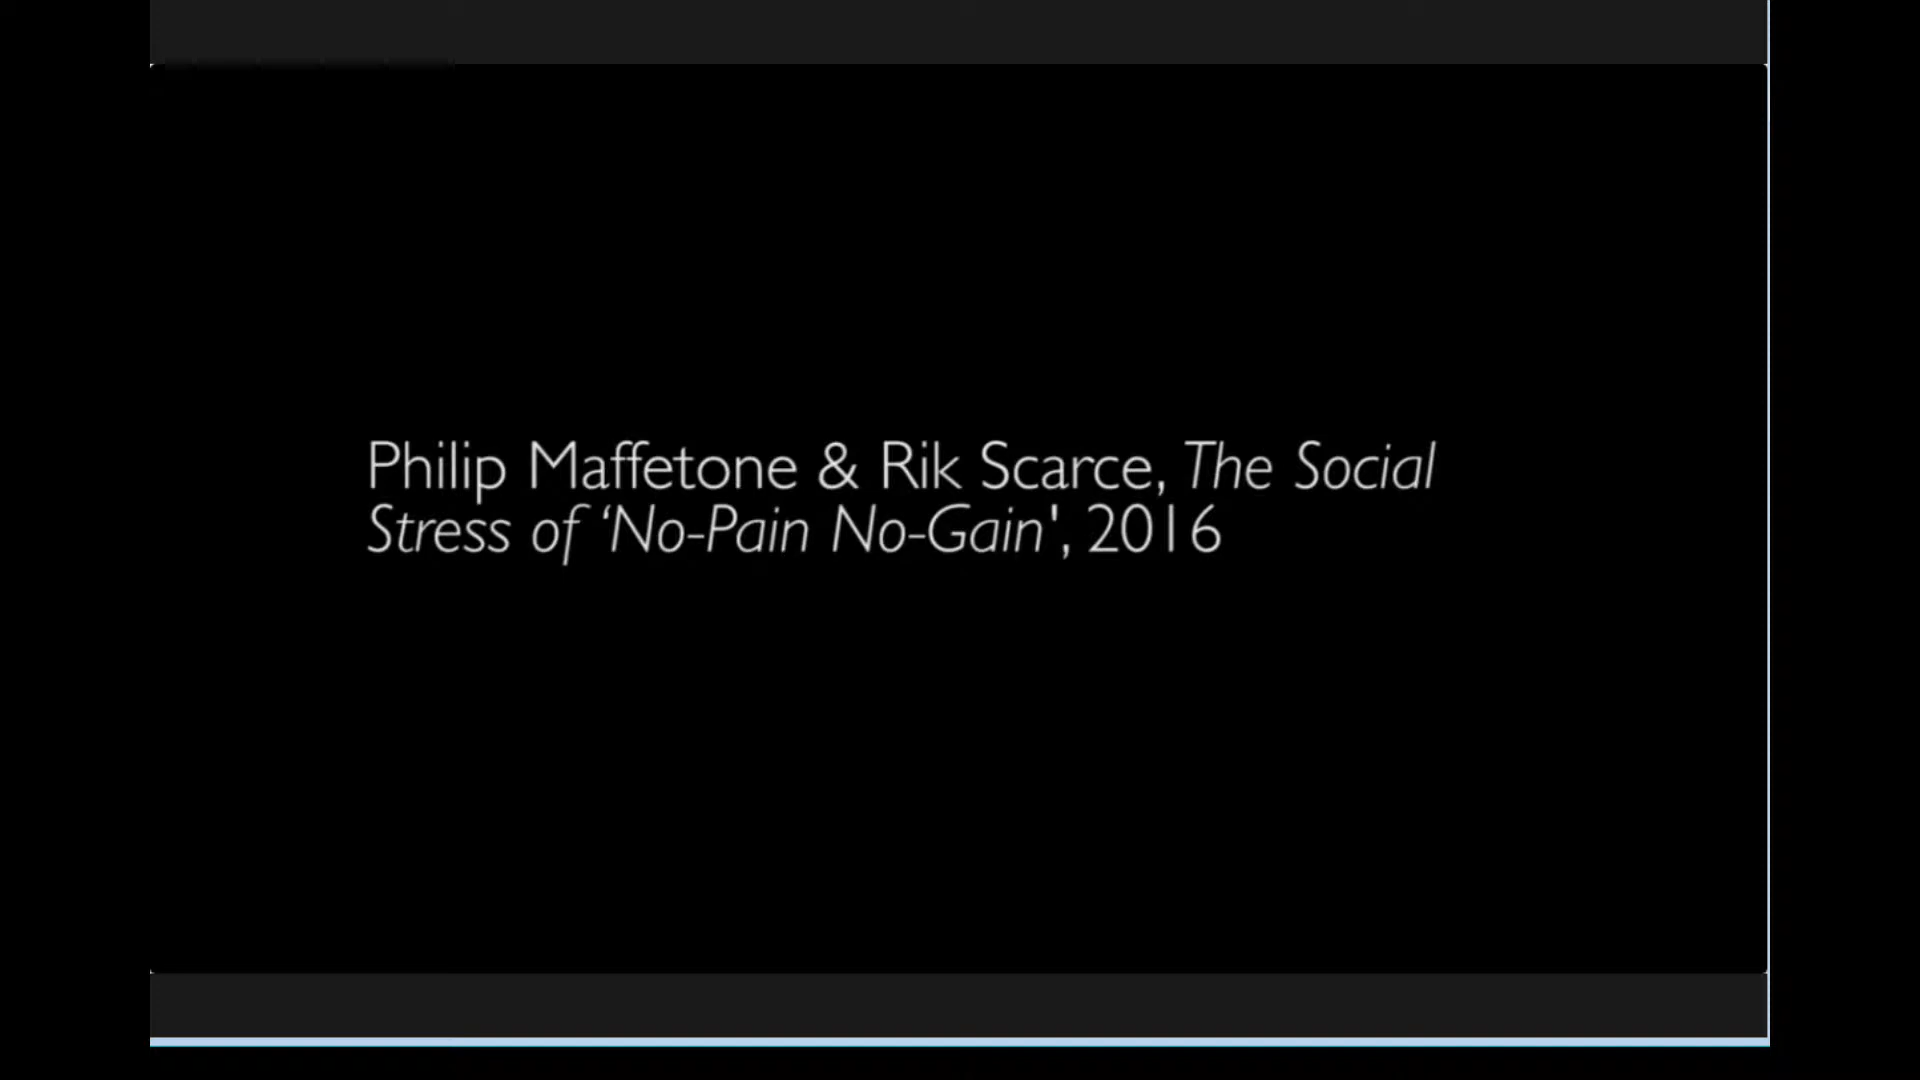 Philip Maffetone & Rik Scarce, The Social
Stress of ‘No-Pain No-Gain', 2016